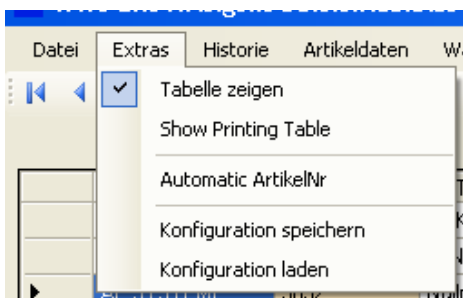 Datei Extras Historie Artikeldaten
Tabelle zeigen
Show Printing Table
Automatic ArtikelNr
Konfiguration speichern
Konfiguration laden